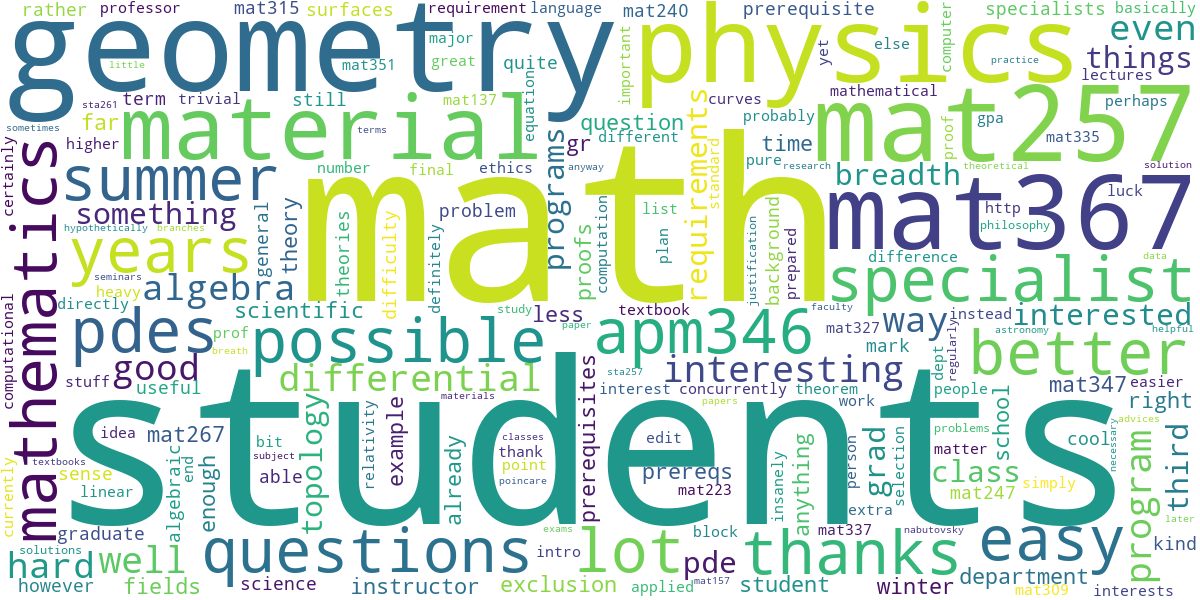 rather
professor
mat315
surfaces
requirement
language
mat240
prerequisite
specialists
basically
geometry
physics
major
great
little
mat351
quite
important
yet
else
computer
practice
even
things
lectures
sta261
term
trivial
still
mat137
equation
curves
mathematical
gpa
perhaps
sometimes
far
material
terms
question
different
probably
proof
mat257
mat335
higher
number
final
ethics
programs
gr
anyway
requirements
standard
time
pure
research
breadth
theoretical
solution
certainly
mathematics
summer
math
mat367
something
general
theory
theories
difficulty
problem
definitely
proofs
computation
list
plan
justification
background
prepared
http
luck
philosophy
hypothetically
branches
years
seminars
heavy
algebra
difference
data
specialist
directly
scientific
study
less
textbook
faculty
mat327
way
instead
interested
computational
pdes
prof
possible
paper
apm346
mark
dept
regularly
astronomy
helpful
better
breath
good
stuff
useful
differential
materials
interesting
interest
concurrently
theorem
sta257
work
people
mat347
easier
right
students
topology
relativity
example
prerequisites
papers
school
problems
matter
cool
necessary
advices
third
idea
mat267
bit
subject
able
already
classes
thank
point
poincare
edit
prereqs
mat223
insanely
anything
person
grad
selection
class
mat247
simply
program
later
currently
textbooks
sense
end
linear
algebraic
enough
graduate
hard
solutions
however
well
fields
science
questions
instructor
exams
intro
exclusion
lot
applied
block
pde
mat157
thanks
student
mat337
extra
nabutovsky
winter
easy
department
mat309
kind
interests